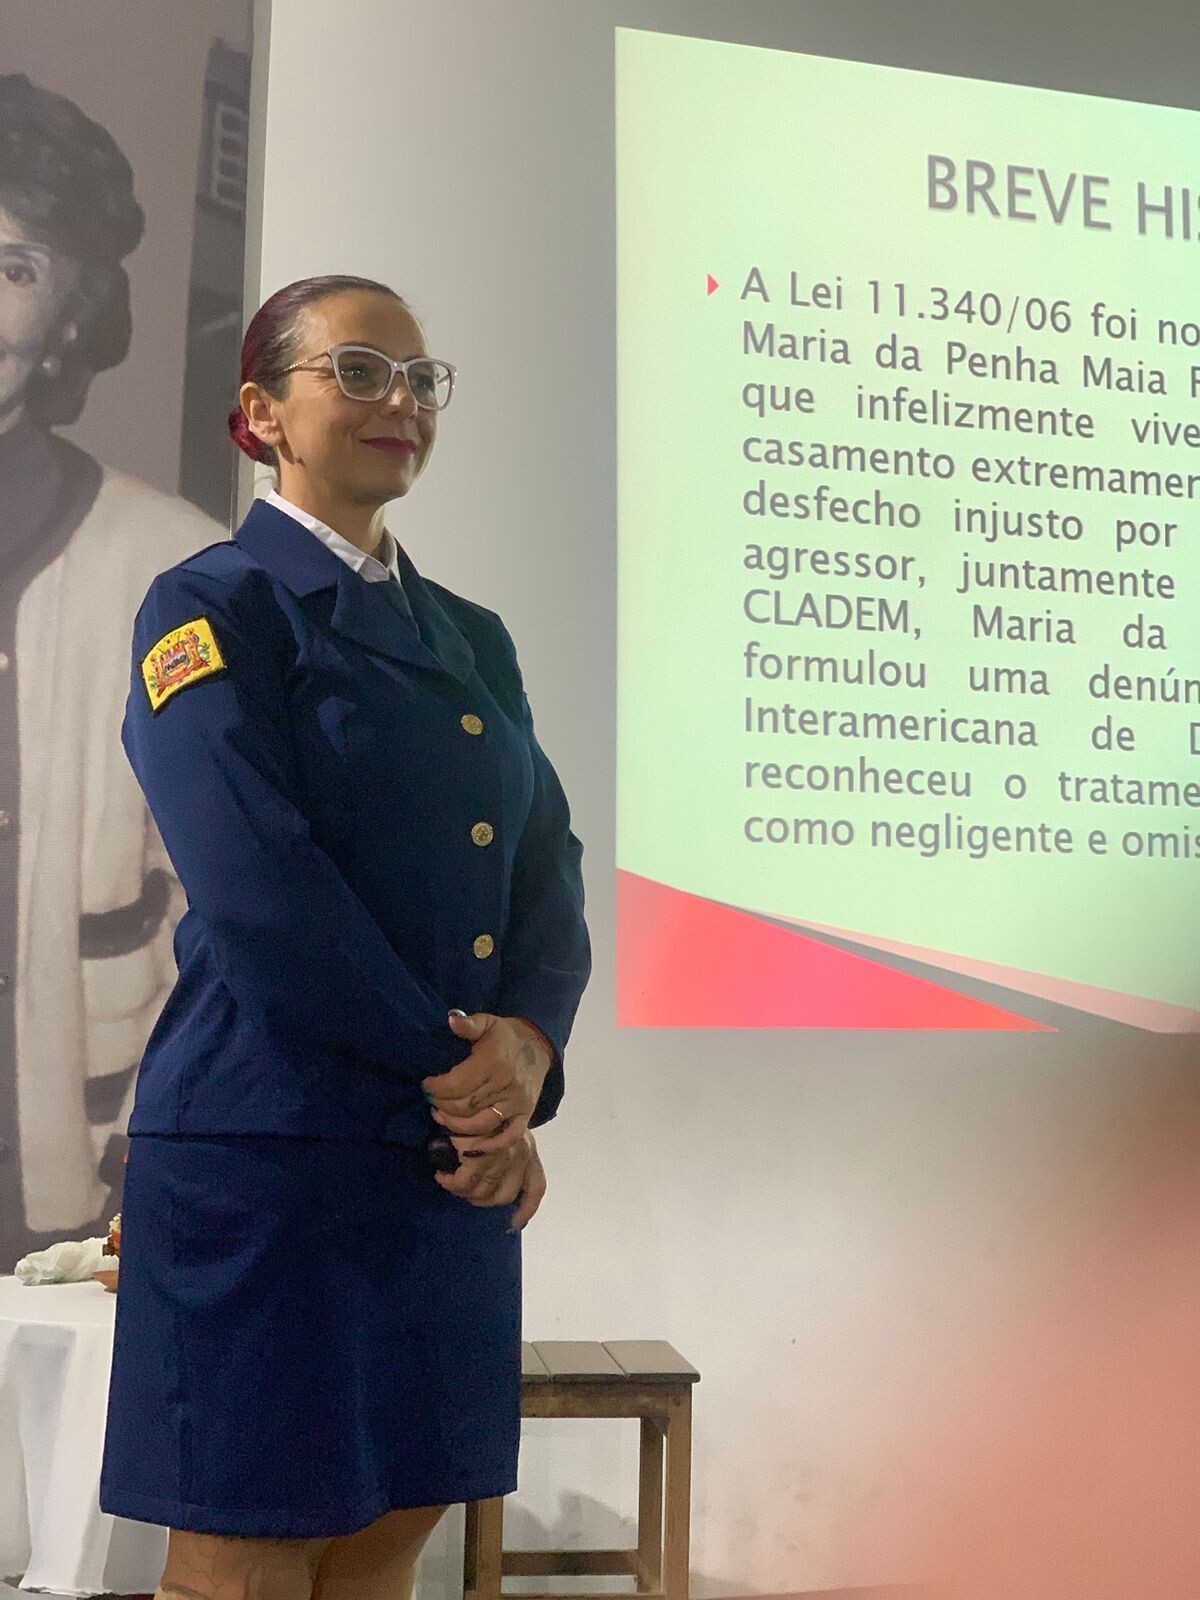 BREVE HIS
A Lei 11.340/06 foi no
Maria da Penha Maia F
que infelizmente vive
casamento extremamen
desfecho injusto por
agressor, juntamente
CLADEM, Maria da
formulou uma denún
Interamericana de D
reconheceu o tratame
como negligente e omis